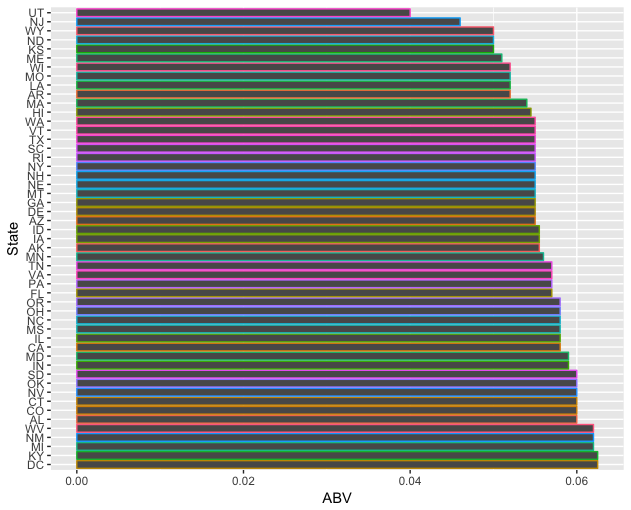 UT
NJ
WY
ND
KS
ME
WI
MO
LA
AR
MA
HI
WA
VT
TX
SC
RI
NY
NH
NE
MT
GA
DE
AZ
ID
IA
AK
MN
TN
VA
PA
FL
OR
OH
NC
MS
IL
CA
MD
IN
SD
OK
NV
CT
CO
AL
WV
NM
MI
KY
DC
State
0.00 0.02 0.04 0.06
ABV